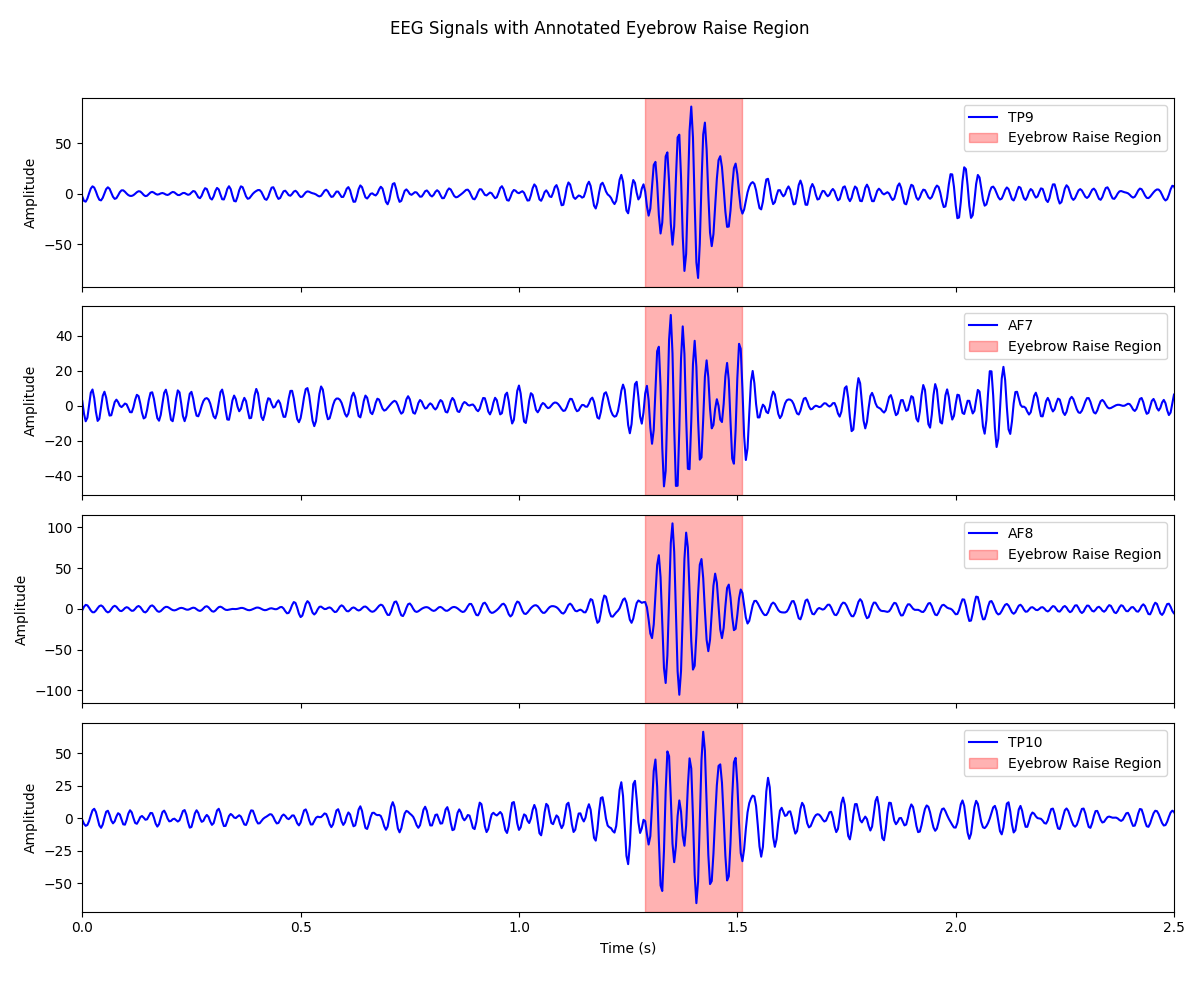 EEG Signals with Annotated Eyebrow Raise Region
Amplitude
50
0
−50
TP9
Eyebrow Raise Region
Amplitude
40
20
0
−20
−40
AF7
Eyebrow Raise Region
Amplitude
100
50
0
−50
−100
AF8
Eyebrow Raise Region
Amplitude
50
25
0
−25
−50
TP10
Eyebrow Raise Region
0.0 0.5 1.0 1.5 2.0 2.5
Time (s)